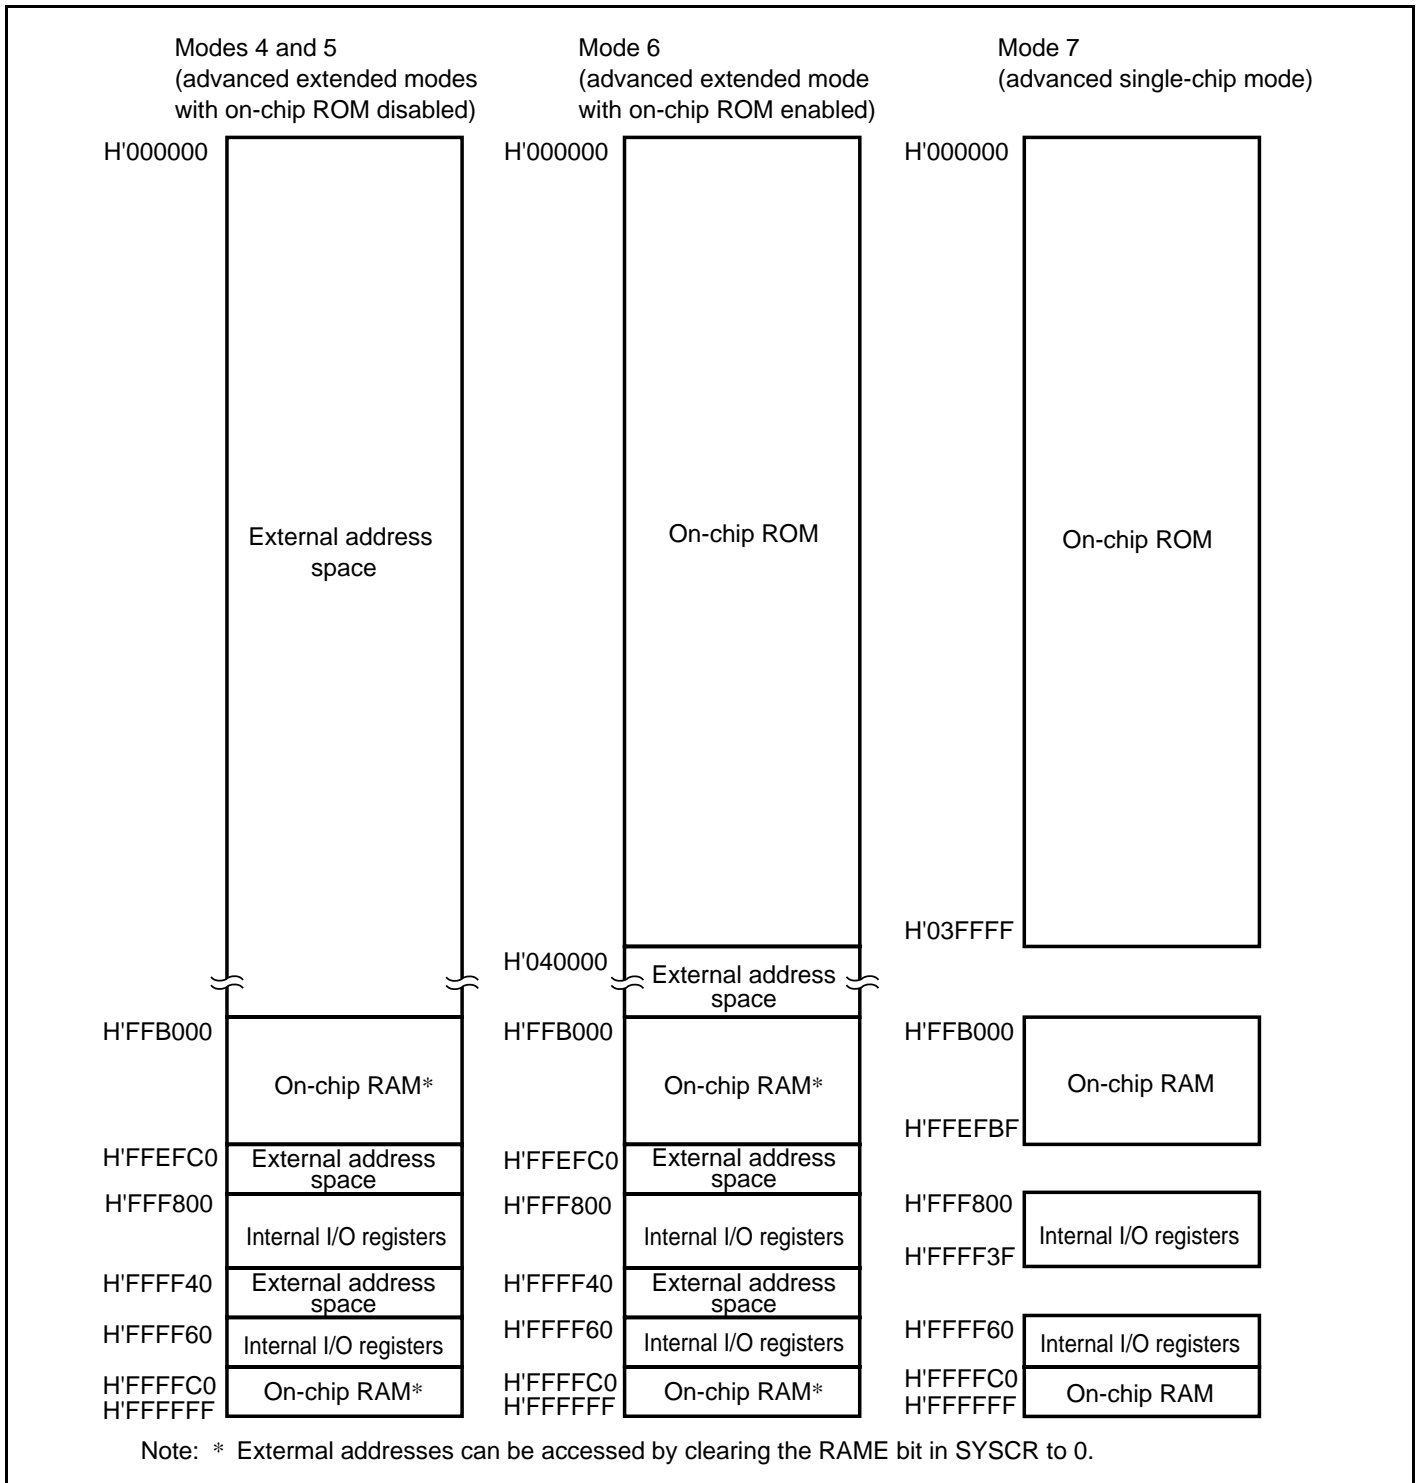 Modes 4 and 5
(advanced extended modes
with on-chip ROM disabled)
H'000000
External address
space
H'FFB000
On-chip RAM*
H'FFEFC0
External address
space
H'FFF800
Internal I/O registers
H'FFFF40
External address
space
H'FFFF60
Internal I/O registers
H'FFFFC0
On-chip RAM*
H'FFFFFF
Mode 6
(advanced extended mode
with on-chip ROM enabled)
H'000000
On-chip ROM
H'040000
External address
space
H'FFB000
On-chip RAM*
H'FFEFC0
External address
space
H'FFF800
Internal I/O registers
H'FFFF40
External address
space
H'FFFF60
Internal I/O registers
H'FFFFC0
On-chip RAM*
H'FFFFFF
Mode 7
(advanced single-chip mode)
H'000000
On-chip ROM
H'03FFFF
H'FFB000
On-chip RAM
H'FFEFBF
H'FFF800
Internal I/O registers
H'FFFF3F
H'FFFF60
Internal I/O registers
H'FFFFC0
On-chip RAM
H'FFFFFF
Note: * Extermal addresses can be accessed by clearing the RAME bit in SYSCR to 0.